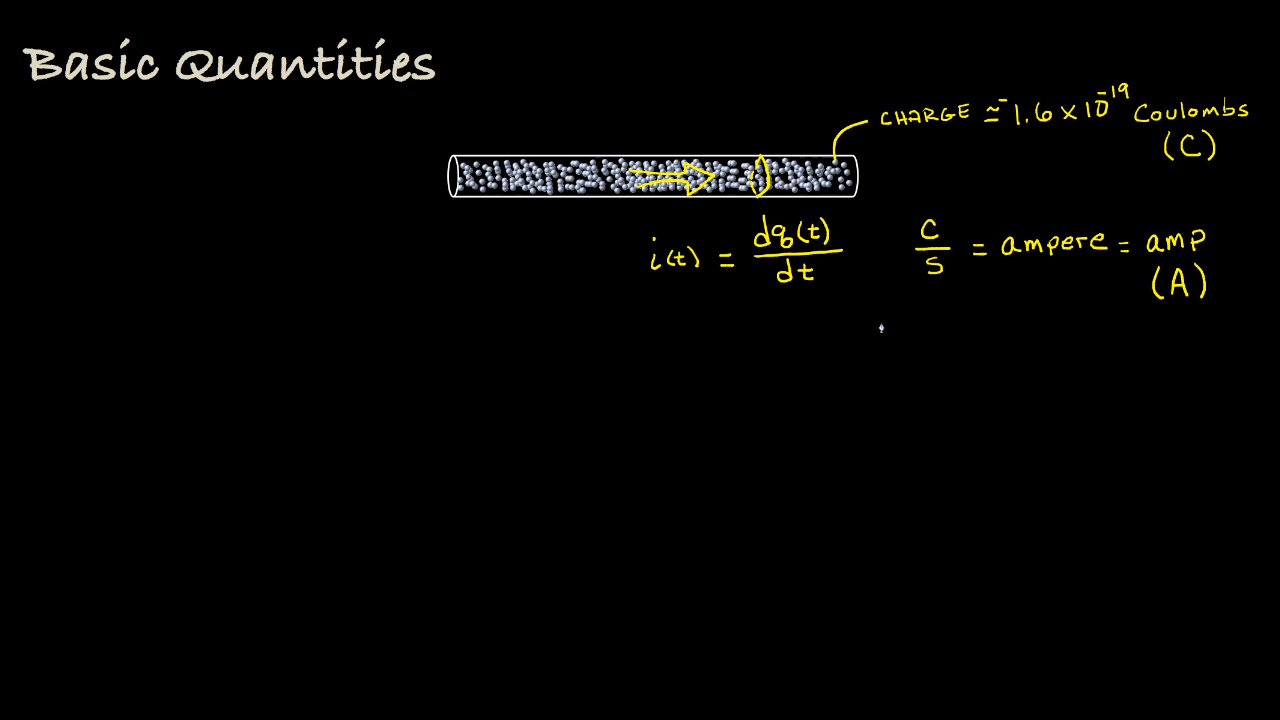 Basic Quantities
CHARGE ≃ -1.6 × 10⁻¹⁹ Coulombs
(C)
i(t) = dq(t)/dt
C/s = ampere = amp
(A)